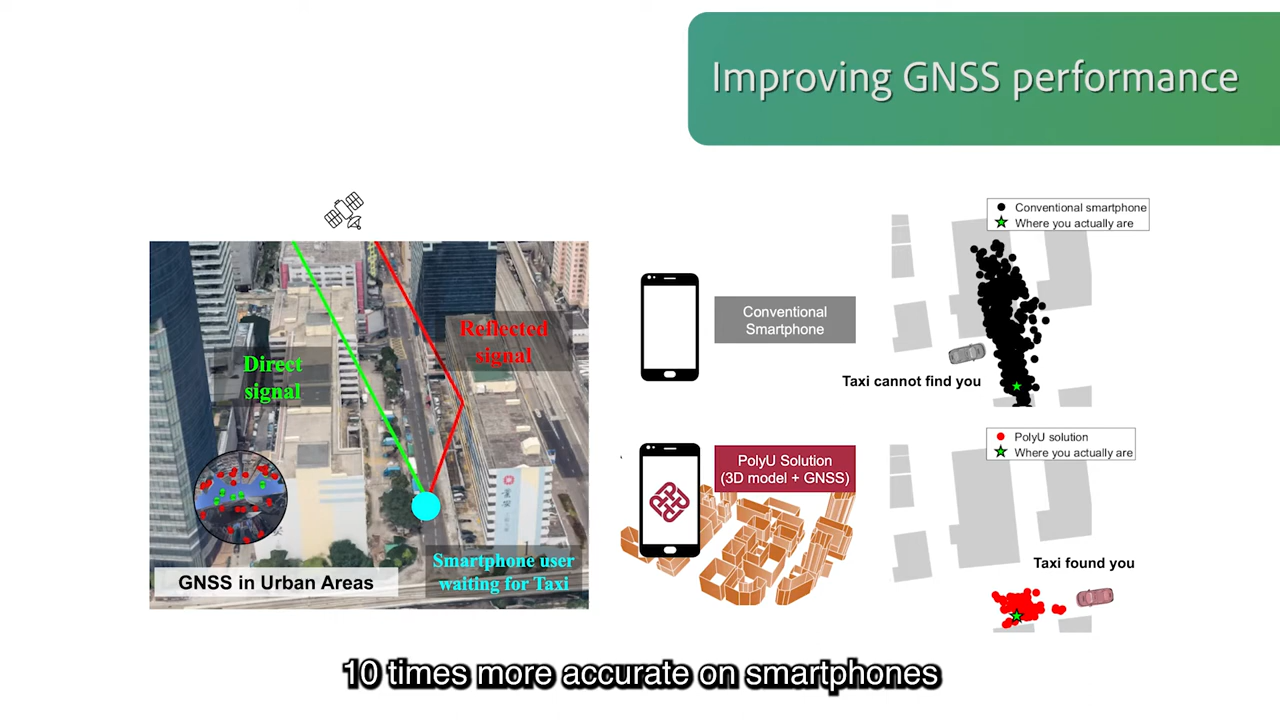 Improving GNSS performance
Conventional smartphone
Where you actually are
Direct
signal
Reflected
signal
GNSS in Urban Areas
Smartphone user
waiting for Taxi
Conventional
Smartphone
Taxi cannot find you
PolyU Solution
(3D model + GNSS)
PolyU solution
Where you actually are
Taxi found you
10 times more accurate on smartphones